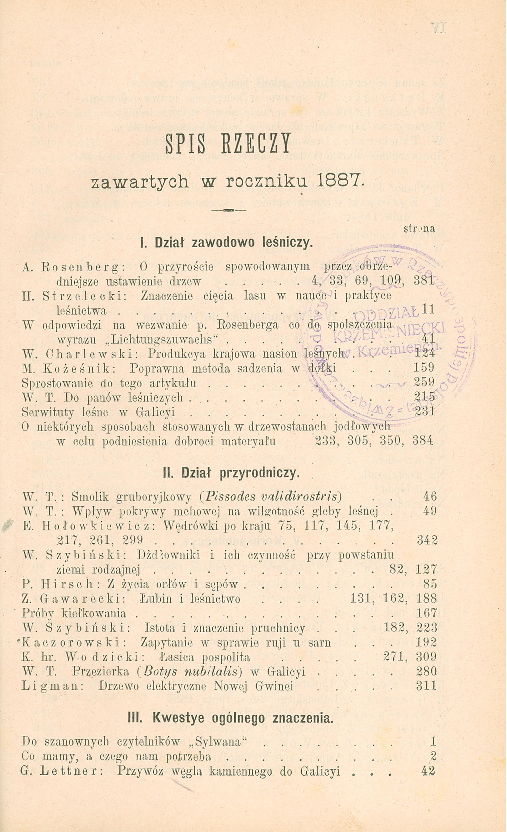 SPIS RZECZY
zawartych w roczniku 1887.
I. Dział zawodowo leśniczy.
A. Rosenberg: O przyroście spowodowanym przez obrze-
dniejsze ustawienie drzew . . . . . 4, 33, 69, 109, 381
H. Strzelecki: Znaczenie cięcia lasu w nauce i praktyce
leśnictwa . . . . . . . . . . 11
W odpowiedzi na wezwanie p. Rosenberga co do spolszczenia
wyrazu „Lichtungszuwachs" . . . . . . 41
W. Charlewski: Produkcya krajowa nasion leśnych . . 124
M. Kożeśnik: Poprawna metoda sadzenia w dołki . . . 159
Sprostowanie do tego artykułu . . . . . . 259
W. T. Do panów leśniczych . . . . . . . . 215
Serwituty leśne w Galicyi . . . . . . . . 231
O niektórych sposobach stosowanych w drzewostanach jodłowych
w celu podniesienia dobroci materyału 233, 305, 350, 384
II. Dział przyrodniczy.
W. T.: Smolik gruboryjkowy (Pissodes validirostris) . . 46
W. T.: Wpływ pokrywy mchowej na wilgotność gleby leśnej . 49
E. Hołowkiewicz: Wędrówki po kraju 75, 117, 145, 177,
217, 261, 299 . . . . . . . . . 342
W. Szybiński: Dżdłowniki i ich czynność przy powstaniu
ziemi rodzajnej . . . . . . . . 82, 127
P. Hirsch: Z życia orłów i sępów . . . . . . . 85
Z. Gawarecki: Łubin i leśnictwo . . . . 131, 162, 188
Próby kiełkowania . . . . . . . . . 167
W. Szybiński: Istota i znaczenie pruchnicy . . . 182, 223
Kaczorowski: Zapytanie w sprawie ruji u sarn . . . 192
K. hr. Wodzicki: Łasica pospolita . . . . . 271, 309
W. T. Przezierka (Botys nubilalis) w Galicyi . . . . 280
Ligman: Drzewo elektryczne Nowej Gwinei . . . . 311
III. Kwestye ogólnego znaczenia.
Do szanownych czytelników „Sylwana" . . . . . . 1
Co mamy, a czego nam potrzeba . . . . . . . 2
G. Lettner: Przywóz węgla kamiennego do Galicyi . . . 42
ODDZIAŁ
KRZEMIENIECKI
w Krzemieńcu